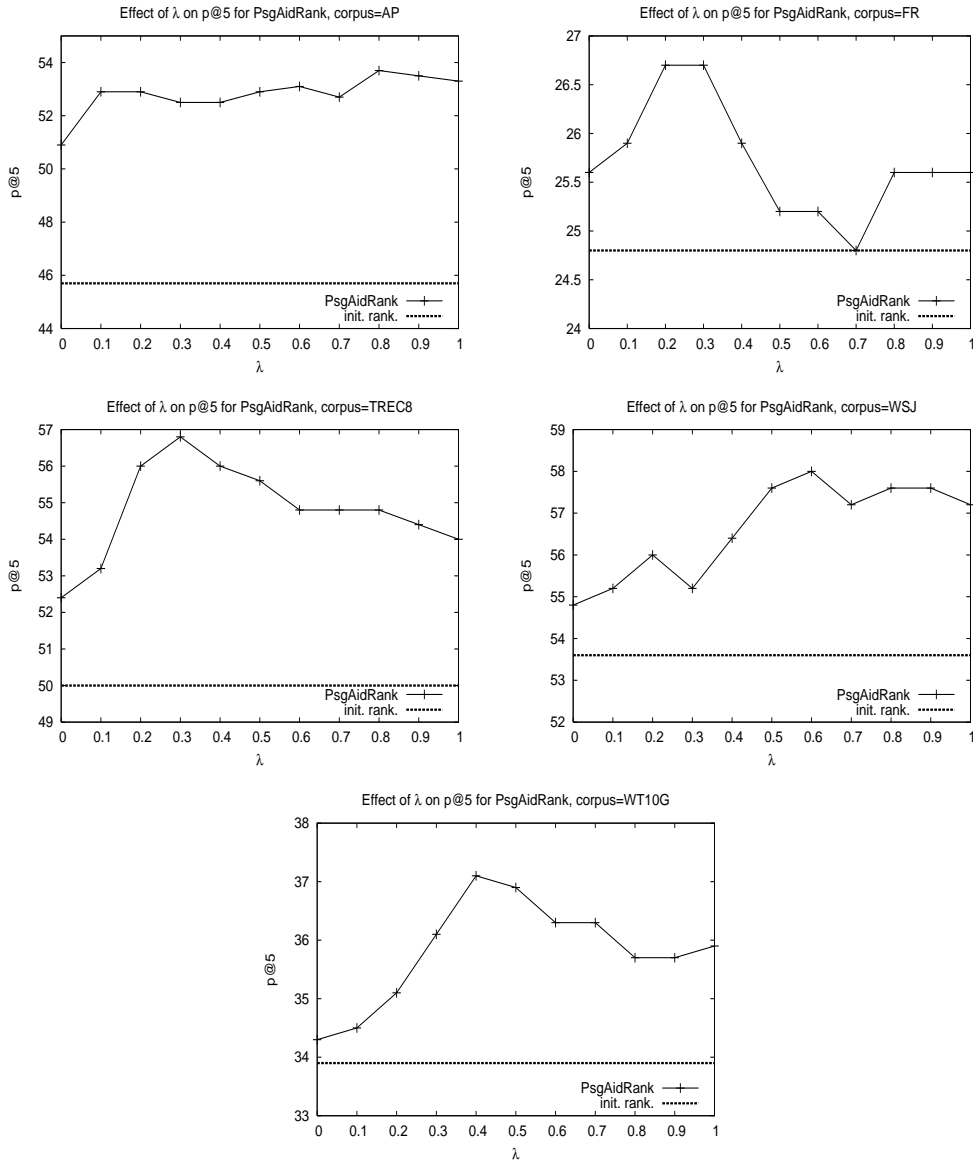 Effect of λ on p@5 for PsgAidRank, corpus=AP
54
52
50
48
46
44
p@5
0 0.1 0.2 0.3 0.4 0.5 0.6 0.7 0.8 0.9 1
λ
PsgAidRank
init. rank.
Effect of λ on p@5 for PsgAidRank, corpus=FR
27
26.5
26
25.5
25
24.5
24
p@5
0 0.1 0.2 0.3 0.4 0.5 0.6 0.7 0.8 0.9 1
λ
PsgAidRank
init. rank.
Effect of λ on p@5 for PsgAidRank, corpus=TREC8
57
56
55
54
53
52
51
50
49
p@5
0 0.1 0.2 0.3 0.4 0.5 0.6 0.7 0.8 0.9 1
λ
PsgAidRank
init. rank.
Effect of λ on p@5 for PsgAidRank, corpus=WSJ
59
58
57
56
55
54
53
52
p@5
0 0.1 0.2 0.3 0.4 0.5 0.6 0.7 0.8 0.9 1
λ
PsgAidRank
init. rank.
Effect of λ on p@5 for PsgAidRank, corpus=WT10G
38
37
36
35
34
33
p@5
0 0.1 0.2 0.3 0.4 0.5 0.6 0.7 0.8 0.9 1
λ
PsgAidRank
init. rank.